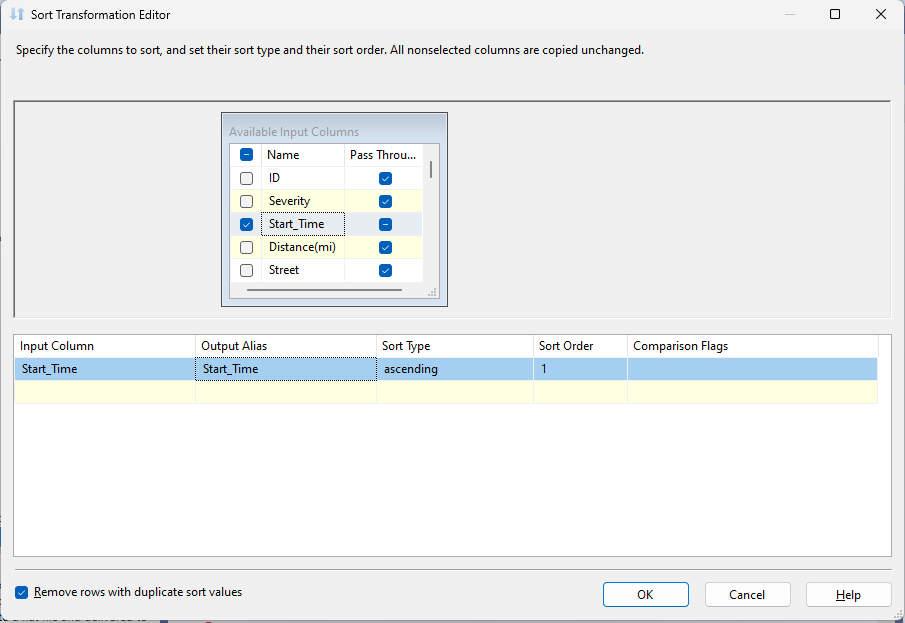 Sort Transformation Editor
Specify the columns to sort, and set their sort type and their sort order. All nonselected columns are copied unchanged.
Available Input Columns
Name Pass Throu...
ID
Severity
Start_Time
Distance(mi)
Street
Input Column Output Alias Sort Type Sort Order Comparison Flags
Start_Time Start_Time ascending 1
Remove rows with duplicate sort values
OK Cancel Help